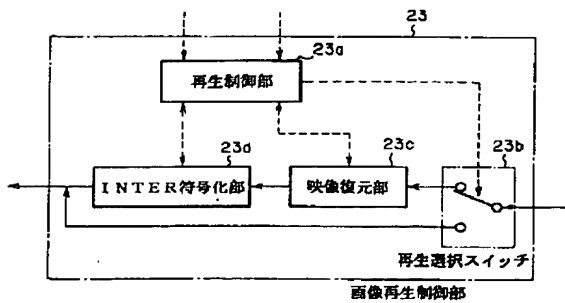 23
23a
再生制御部
23d
23c
23b
INTER符号化部
映像復元部
再生選択スイッチ
画像再生制御部